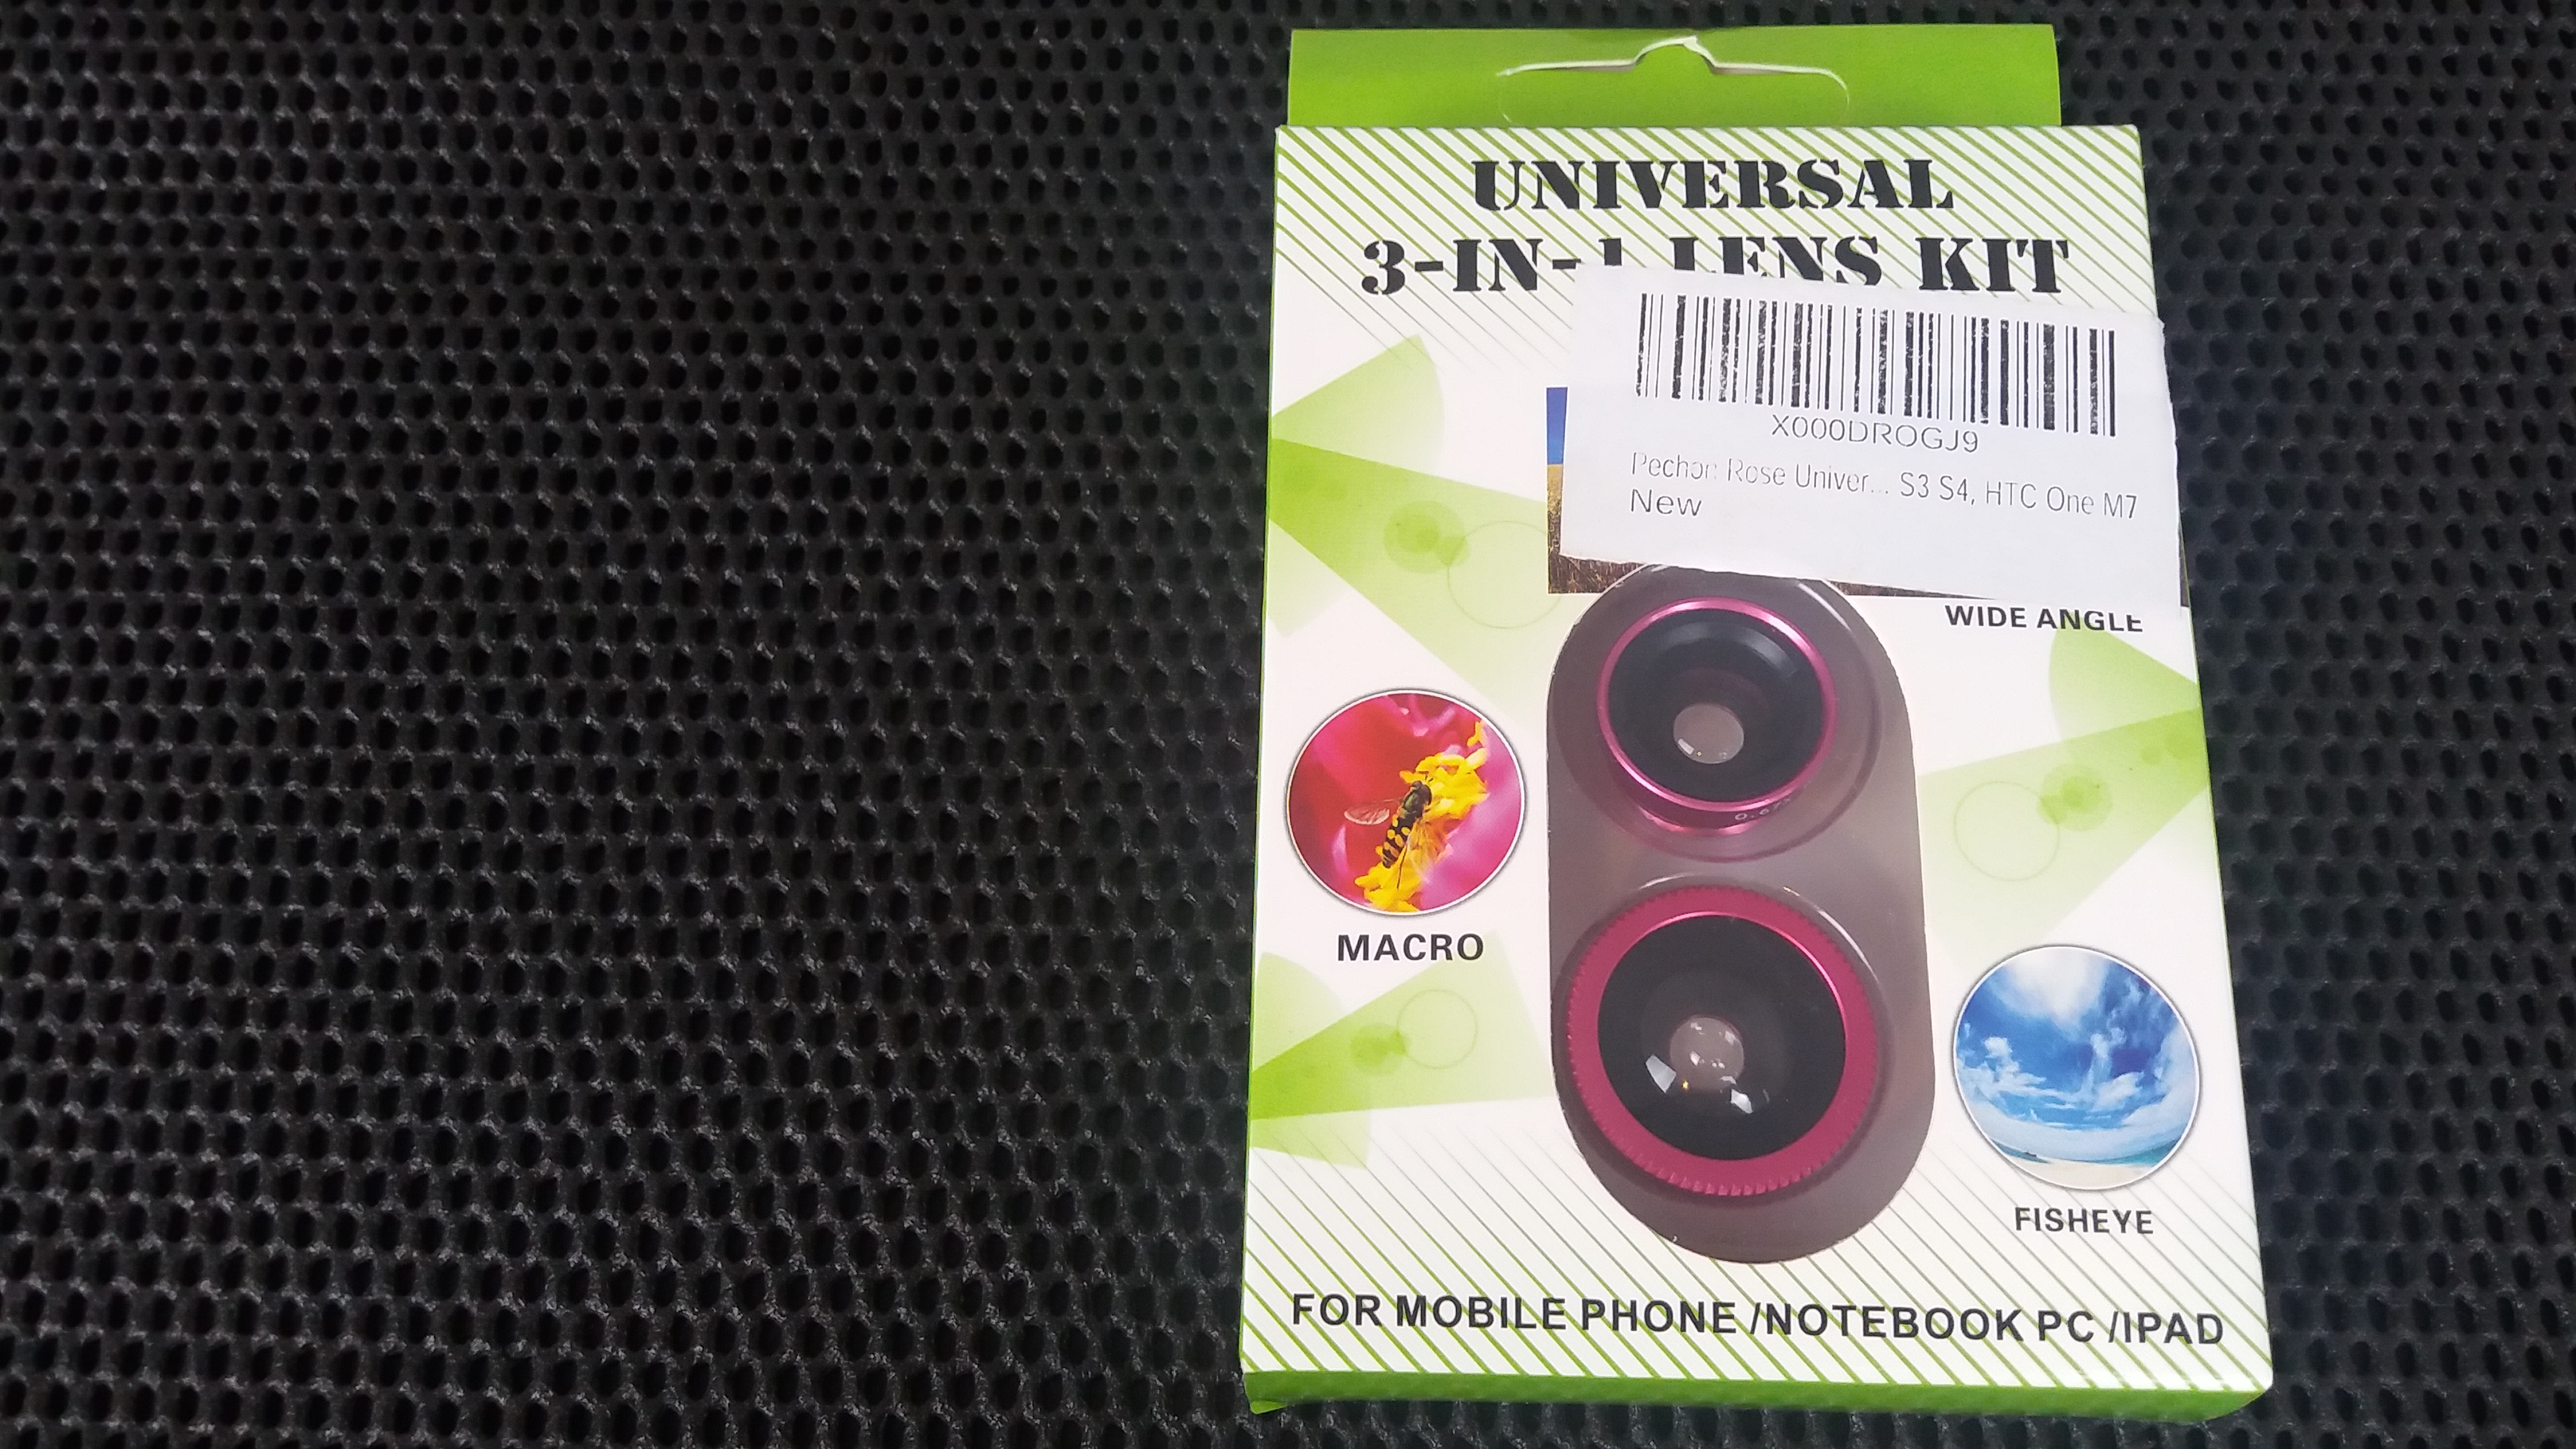 UNIVERSAL
3-IN-1 LENS KIT
X000DROGJ9
Pechon Rose Univer... S3 S4, HTC One M7
New
WIDE ANGLE
MACRO
FISHEYE
FOR MOBILE PHONE /NOTEBOOK PC /IPAD